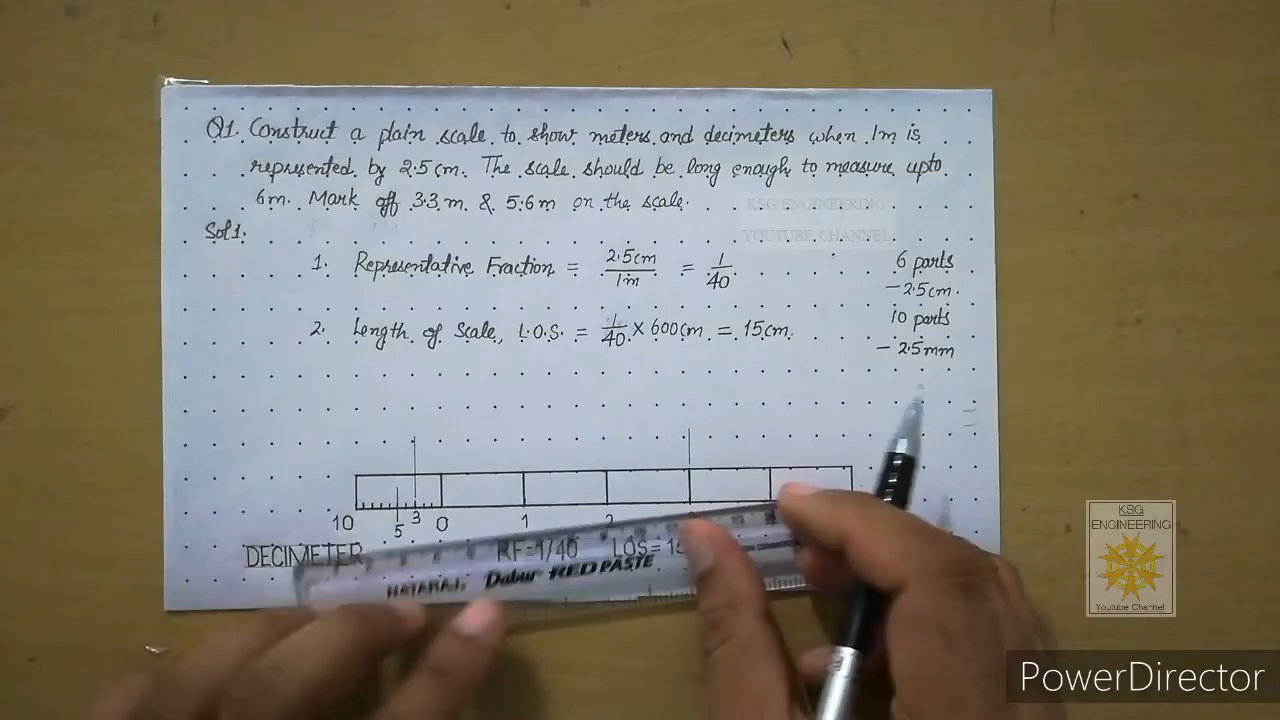 Q1. Construct a plain scale to show meters and decimeters when 1m is
represented by 2.5cm. The scale should be long enough to measure upto
6m. Mark off 3.3m & 5.6m on the scale.
KSG ENGINEERING
YOUTUBE CHANNEL
Sol1.
1. Representative Fraction = 2.5cm/1m = 1/40
6 parts
- 2.5cm.
2. Length of Scale, L.O.S. = 1/40 × 600cm = 15cm.
10 parts
- 2.5mm
10 5 3 0 1 2
DECIMETER RF=1/40 LOS=15
NATARAJ Dabur RED PASTE
KSG
ENGINEERING
Youtube Channel
PowerDirector